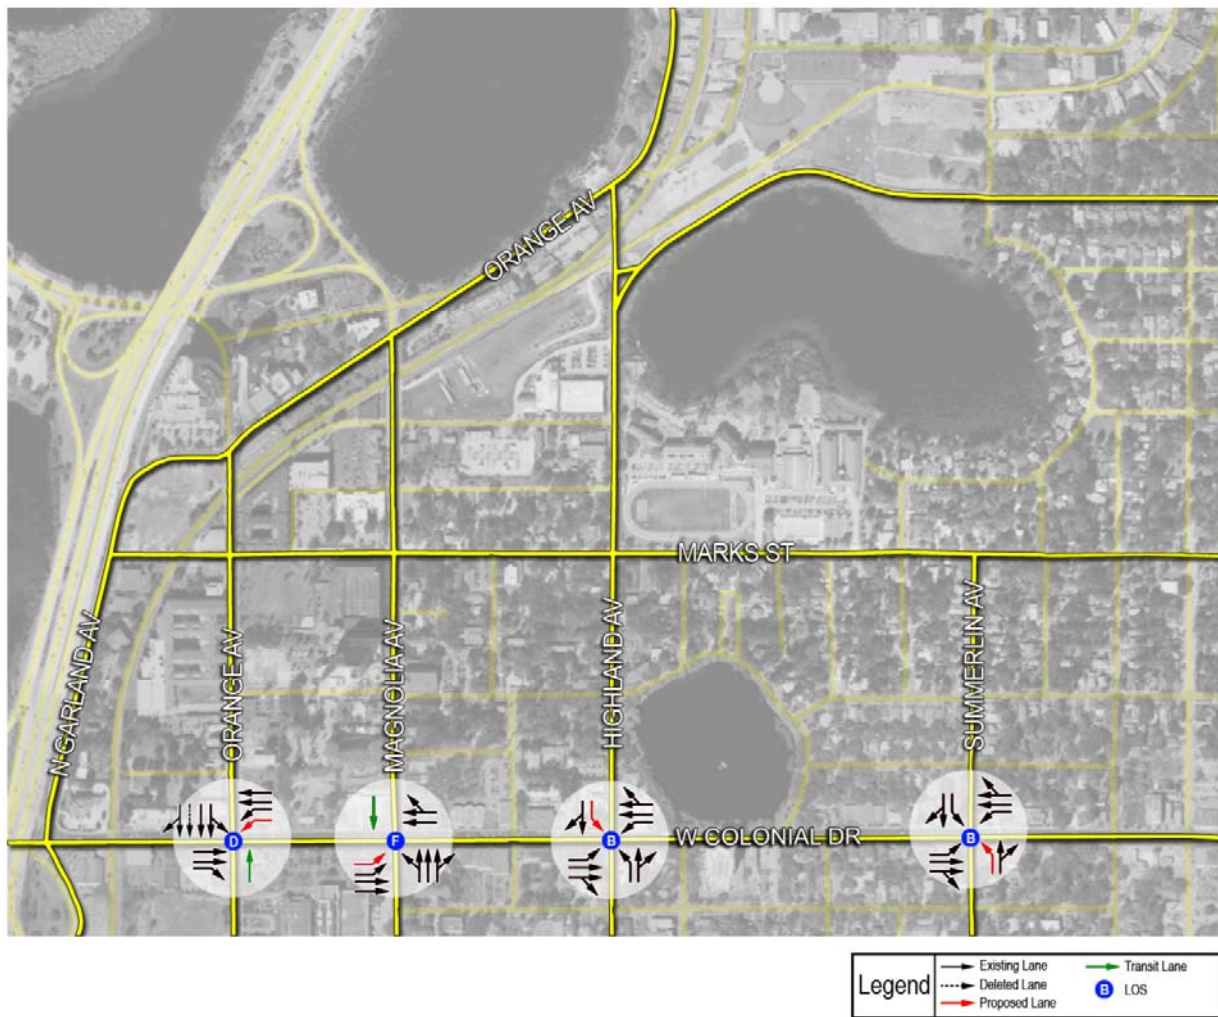 ORANGE AV
MARKS ST
N GARLAND AV
ORANGE AV
MAGNOLIA AV
HIGHLAND AV
SUMMERLIN AV
W COLONIAL DR
D
F
B
B
Legend
Existing Lane
Deleted Lane
Proposed Lane
Transit Lane
B
LOS